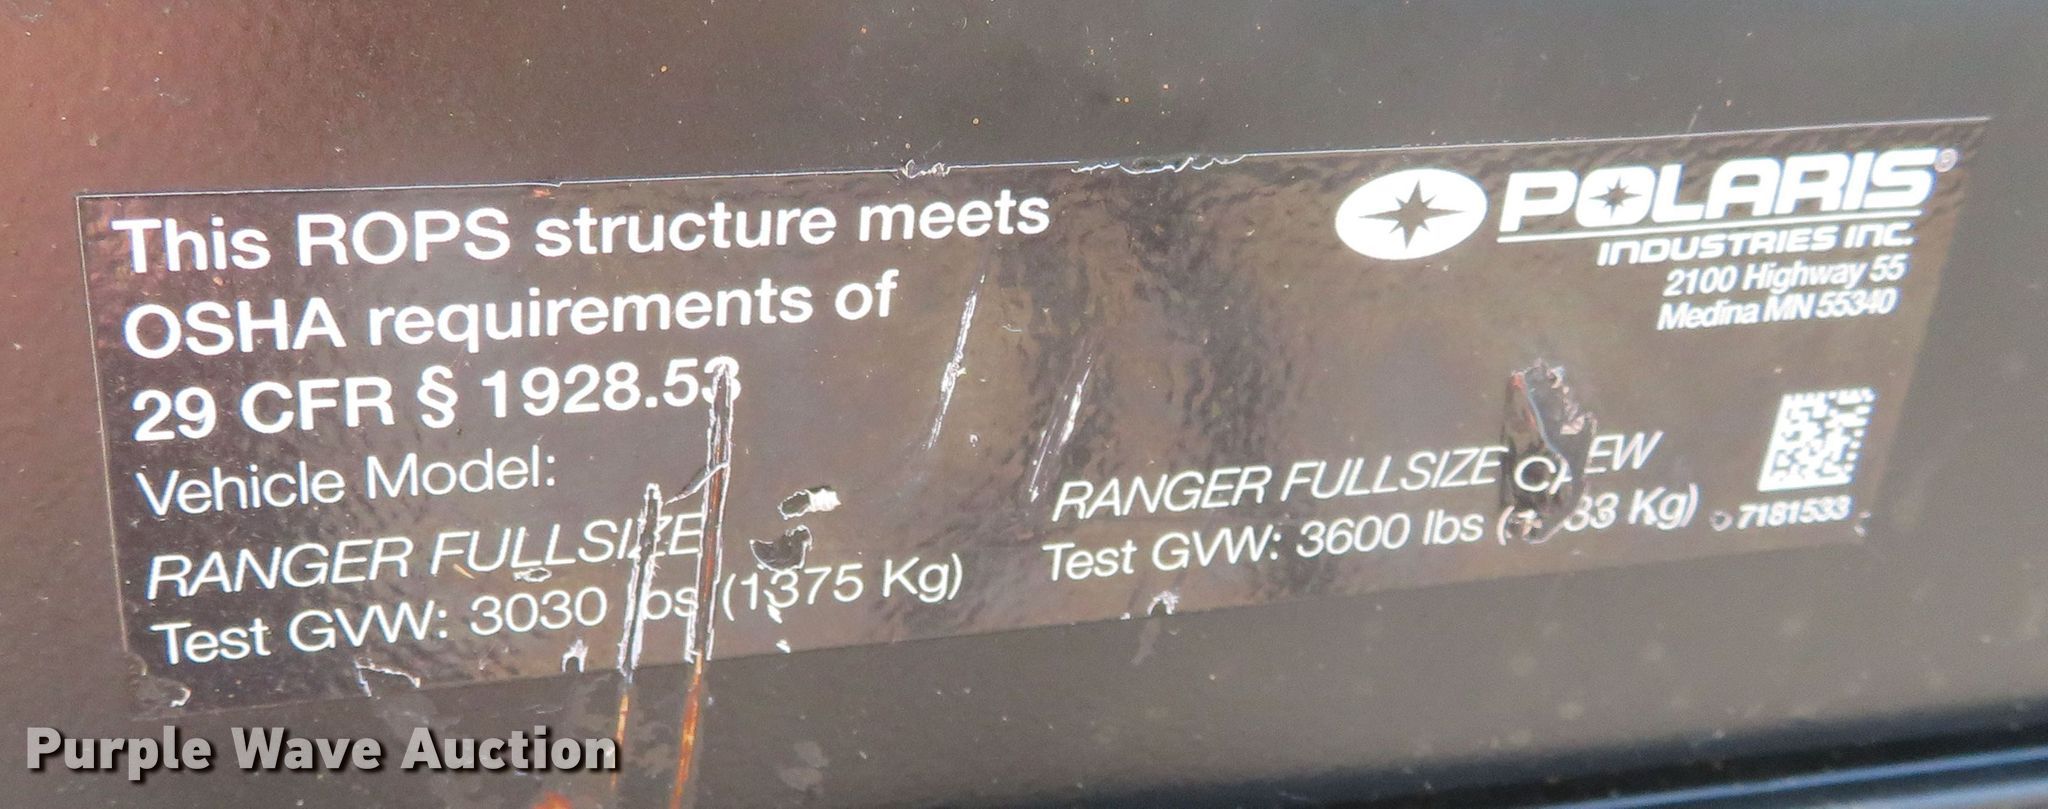 This ROPS structure meets
OSHA requirements of
29 CFR § 1928.53
Vehicle Model:
RANGER FULLSIZE
Test GVW: 3030 lbs (1375 Kg)
RANGER FULLSIZE CREW
Test GVW: 3600 lbs Kg)
POLARIS®
INDUSTRIES INC.
2100 Highway 55
Medina MN 55340
7181533
Purple Wave Auction